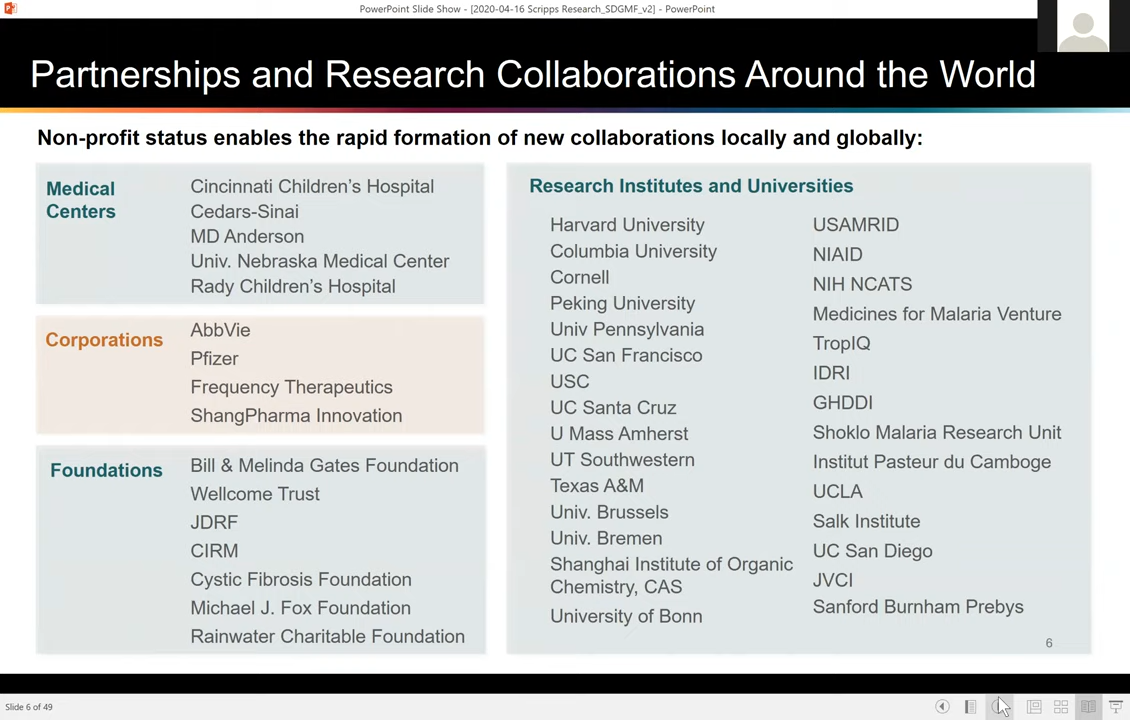 PowerPoint Slide Show - [2020-04-16 Scripps Research_SDGMF_v2] - PowerPoint
Partnerships and Research Collaborations Around the World
Non-profit status enables the rapid formation of new collaborations locally and globally:
Medical
Centers
Cincinnati Children's Hospital
Cedars-Sinai
MD Anderson
Univ. Nebraska Medical Center
Rady Children's Hospital
Corporations
AbbVie
Pfizer
Frequency Therapeutics
ShangPharma Innovation
Foundations
Bill & Melinda Gates Foundation
Wellcome Trust
JDRF
CIRM
Cystic Fibrosis Foundation
Michael J. Fox Foundation
Rainwater Charitable Foundation
Research Institutes and Universities
Harvard University
Columbia University
Cornell
Peking University
Univ Pennsylvania
UC San Francisco
USC
UC Santa Cruz
U Mass Amherst
UT Southwestern
Texas A&M
Univ. Brussels
Univ. Bremen
Shanghai Institute of Organic
Chemistry, CAS
University of Bonn
USAMRID
NIAID
NIH NCATS
Medicines for Malaria Venture
TropIQ
IDRI
GHDDI
Shoklo Malaria Research Unit
Institut Pasteur du Camboge
UCLA
Salk Institute
UC San Diego
JVCI
Sanford Burnham Prebys
6
Slide 6 of 49